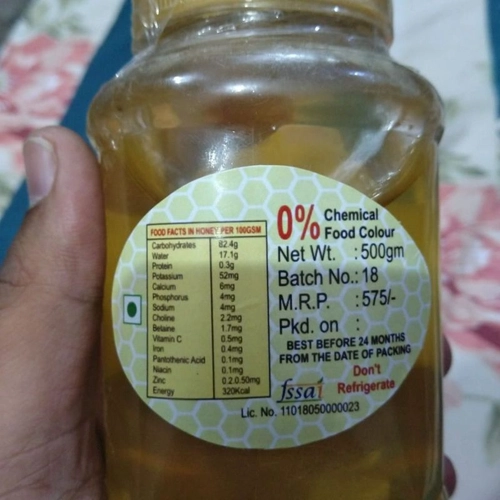 FOOD FACTS IN HONEY PER 100GSM
Carbohydrates 82.4g
Water 17.1g
Protein 0.3g
Potassium 52mg
Calcium 6mg
Phosphorus 4mg
Sodium 4mg
Choline 2.2mg
Betaine 1.7mg
Vitamin C 0.5mg
Iron 0.4mg
Pantothenic Acid 0.1mg
Niacin 0.1mg
Zinc 0.2.0.50mg
Energy 320Kcal
0% Chemical
Food Colour
Net Wt. : 500gm
Batch No.: 18
M.R.P. : 575/-
Pkd. on :
BEST BEFORE 24 MONTHS
FROM THE DATE OF PACKING
fssai Don't
Refrigerate
Lic. No. 11018050000023